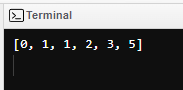 Terminal
[0, 1, 1, 2, 3, 5]